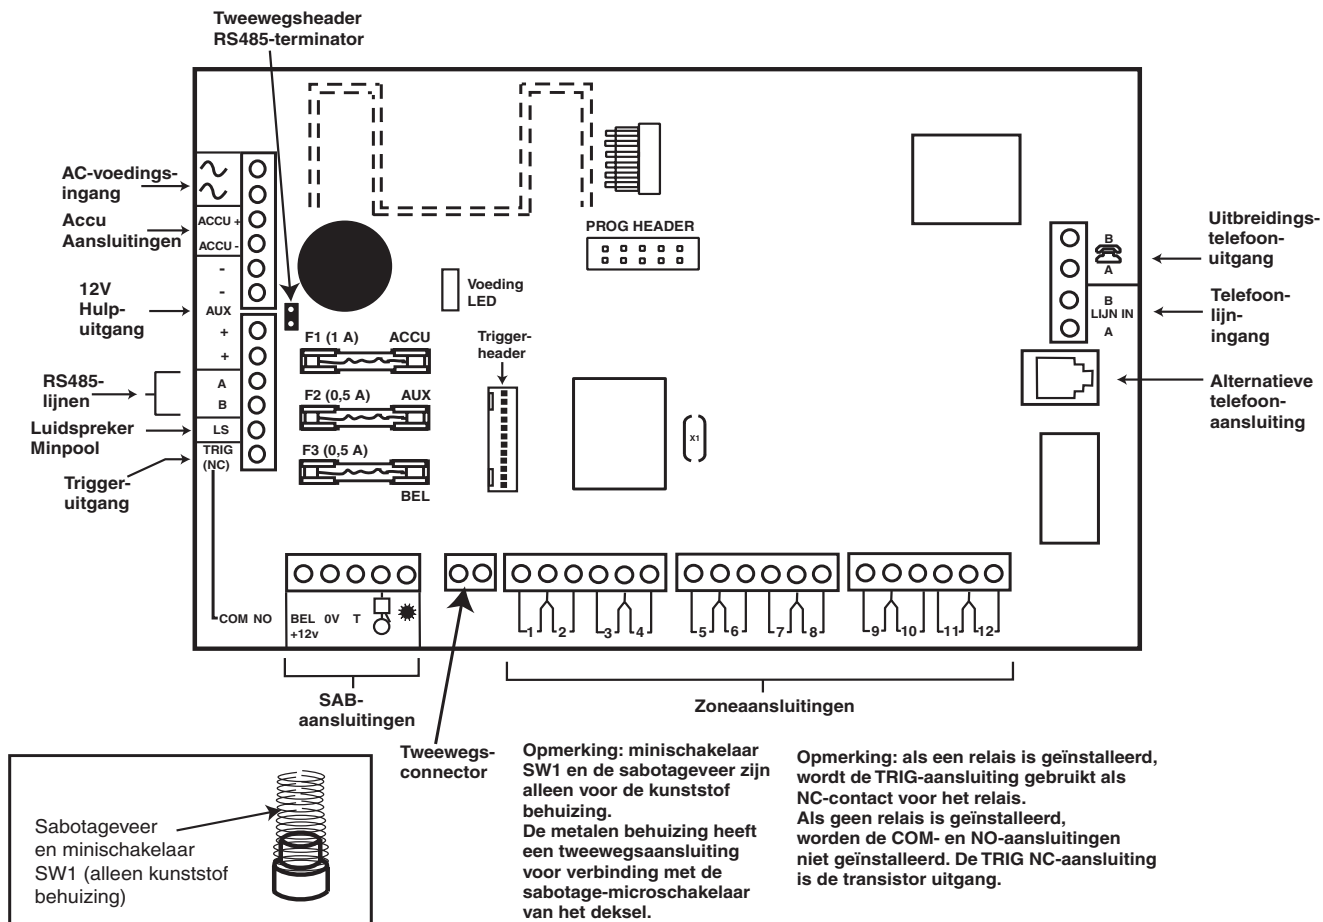 Tweewegsheader
RS485-terminator
AC-voedings-
ingang
Accu
Aansluitingen
12V
Hulp-
uitgang
RS485-
lijnen
Luidspreker
Minpool
Trigger-
uitgang
ACCU +
ACCU -
-
-
AUX
+
+
A
B
LS
TRIG
(NC)
COM NO
PROG HEADER
Voeding
LED
F1 (1 A) ACCU
F2 (0,5 A) AUX
F3 (0,5 A)
BEL
Trigger-
header
X1
B
A
B
LIJN IN
A
Uitbreidings-
telefoon-
uitgang
Telefoon-
lijn-
ingang
Alternatieve
telefoon-
aansluiting
BEL 0V T
+12v
1 2 3 4 5 6 7 8 9 10 11 12
SAB-
aansluitingen
Zoneaansluitingen
Tweewegs-
connector
Opmerking: minischakelaar
SW1 en de sabotageveer zijn
alleen voor de kunststof
behuizing.
De metalen behuizing heeft
een tweewegsaansluiting
voor verbinding met de
sabotage-microschakelaar
van het deksel.
Opmerking: als een relais is geïnstalleerd,
wordt de TRIG-aansluiting gebruikt als
NC-contact voor het relais.
Als geen relais is geïnstalleerd,
worden de COM- en NO-aansluitingen
niet geïnstalleerd. De TRIG NC-aansluiting
is de transistor uitgang.
Sabotageveer
en minischakelaar
SW1 (alleen kunststof
behuizing)